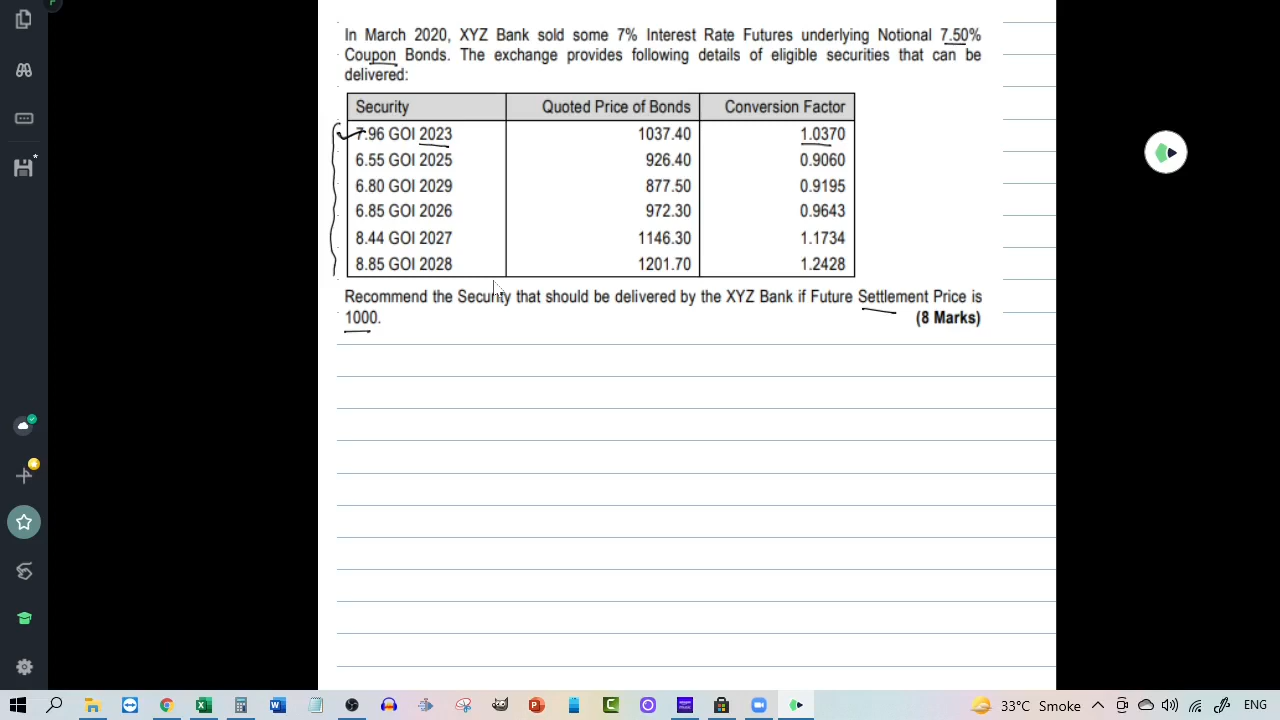 In March 2020, XYZ Bank sold some 7% Interest Rate Futures underlying Notional 7.50%
Coupon Bonds. The exchange provides following details of eligible securities that can be
delivered:
Security Quoted Price of Bonds Conversion Factor
7.96 GOI 2023 1037.40 1.0370
6.55 GOI 2025 926.40 0.9060
6.80 GOI 2029 877.50 0.9195
6.85 GOI 2026 972.30 0.9643
8.44 GOI 2027 1146.30 1.1734
8.85 GOI 2028 1201.70 1.2428
Recommend the Security that should be delivered by the XYZ Bank if Future Settlement Price is
1000. (8 Marks)
33°C Smoke ENG